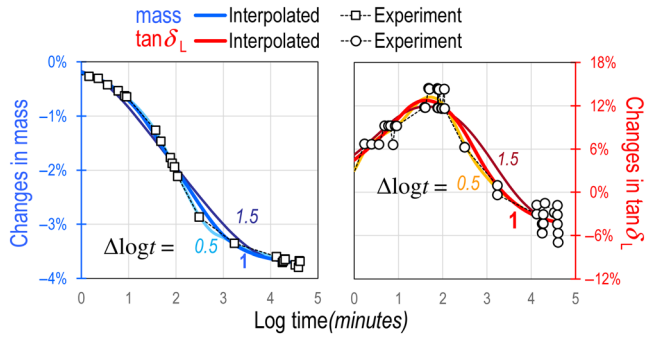 mass Interpolated Experiment
tanδL Interpolated Experiment
0% 18%
−1% 12%
−2% 6%
−3% 0%
−4% −6%
−12%
Changes in mass
Changes in tanδL
Δlogt = 0.5 1 1.5
Δlogt = 0.5 1 1.5
0 1 2 3 4 5 0 1 2 3 4 5
Log time(minutes)